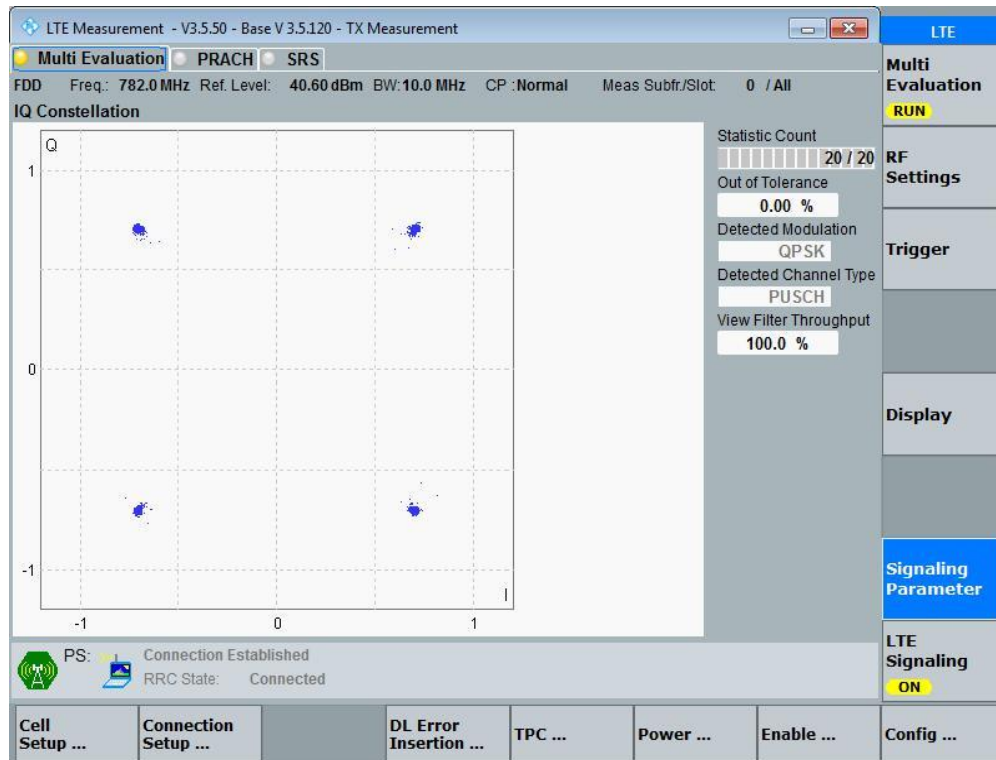 LTE Measurement - V3.5.50 - Base V 3.5.120 - TX Measurement
Multi Evaluation PRACH SRS
FDD Freq.: 782.0 MHz Ref. Level: 40.60 dBm BW: 10.0 MHz CP : Normal Meas Subfr./Slot: 0 / All
IQ Constellation
Q
1
0
-1
I
-1 0 1
Statistic Count
20 / 20
Out of Tolerance
0.00 %
Detected Modulation
QPSK
Detected Channel Type
PUSCH
View Filter Throughput
100.0 %
PS: Connection Established
RRC State: Connected
LTE
Multi
Evaluation
RUN
RF
Settings
Trigger
Display
Signaling
Parameter
LTE
Signaling
ON
Cell
Setup ...
Connection
Setup ...
DL Error
Insertion ...
TPC ...
Power ...
Enable ...
Config ...